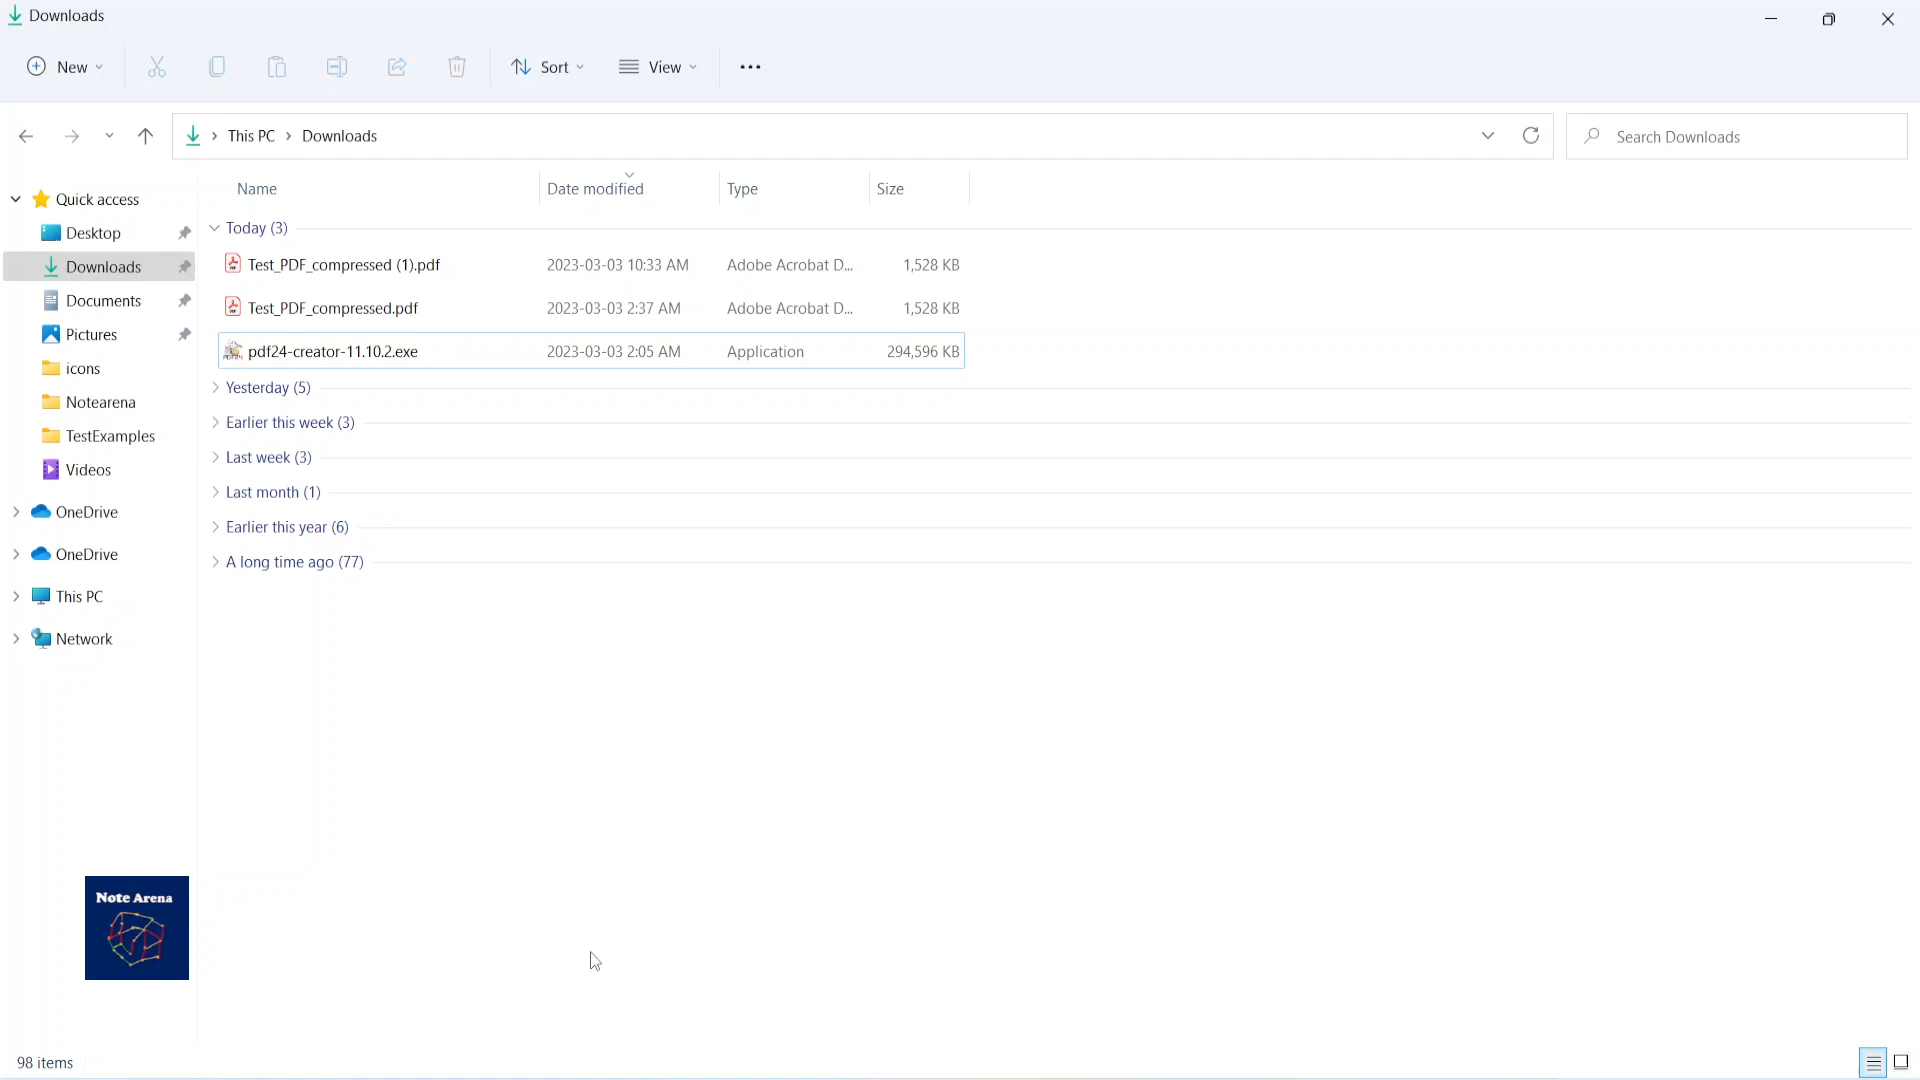 Downloads
New
Sort
View
This PC > Downloads
Search Downloads
Name Date modified Type Size
Quick access
Desktop
Downloads
Documents
Pictures
icons
Notearena
TestExamples
Videos
OneDrive
OneDrive
This PC
Network
Today (3)
Test_PDF_compressed (1).pdf 2023-03-03 10:33 AM Adobe Acrobat D... 1,528 KB
Test_PDF_compressed.pdf 2023-03-03 2:37 AM Adobe Acrobat D... 1,528 KB
pdf24-creator-11.10.2.exe 2023-03-03 2:05 AM Application 294,596 KB
Yesterday (5)
Earlier this week (3)
Last week (3)
Last month (1)
Earlier this year (6)
A long time ago (77)
Note Arena
98 items